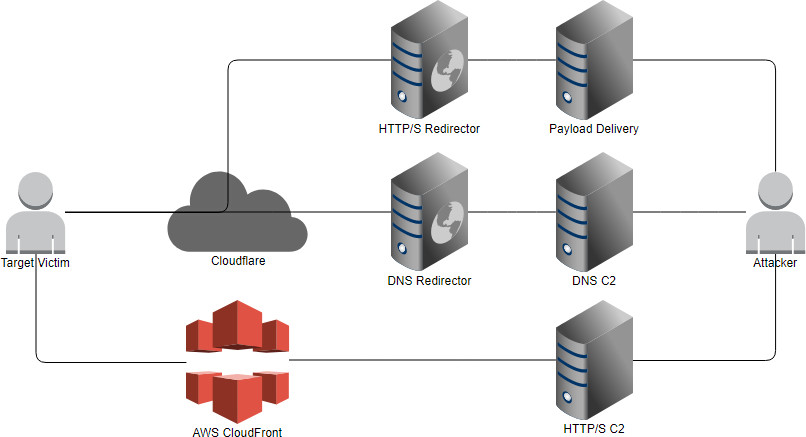 HTTP/S Redirector
Payload Delivery
Target Victim
Cloudflare
DNS Redirector
DNS C2
Attacker
AWS CloudFront
HTTP/S C2